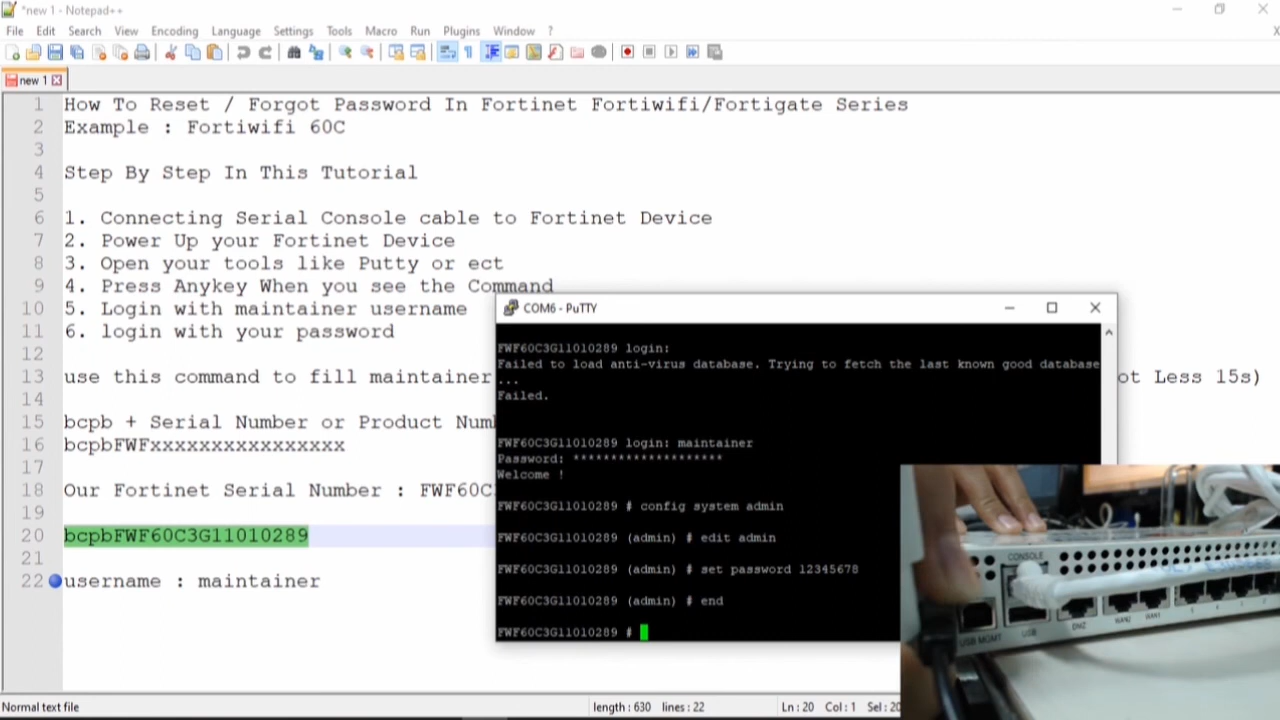 *new 1 - Notepad++
File Edit Search View Encoding Language Settings Tools Macro Run Plugins Window ? X
new 1
1 How To Reset / Forgot Password In Fortinet Fortiwifi/Fortigate Series
2 Example : Fortiwifi 60C
3
4 Step By Step In This Tutorial
5
6 1. Connecting Serial Console cable to Fortinet Device
7 2. Power Up your Fortinet Device
8 3. Open your tools like Putty or ect
9 4. Press Anykey When you see the Command
10 5. Login with maintainer username
11 6. login with your password
12
13 use this command to fill maintainer ot Less 15s)
14
15 bcpb + Serial Number or Product Num
16 bcpbFWFxxxxxxxxxxxxxxxx
17
18 Our Fortinet Serial Number : FWF60C
19
20 bcpbFWF60C3G11010289
21
22 username : maintainer
COM6 - PuTTY
FWF60C3G11010289 login:
Failed to load anti-virus database. Trying to fetch the last known good database
...
Failed.
FWF60C3G11010289 login: maintainer
Password: ********************
Welcome !
FWF60C3G11010289 # config system admin
FWF60C3G11010289 (admin) # edit admin
FWF60C3G11010289 (admin) # set password 12345678
FWF60C3G11010289 (admin) # end
FWF60C3G11010289 #
CONSOLE
USB MGMT USB DMZ WAN2 WAN1
Normal text file length : 630 lines : 22 Ln : 20 Col : 1 Sel : 20